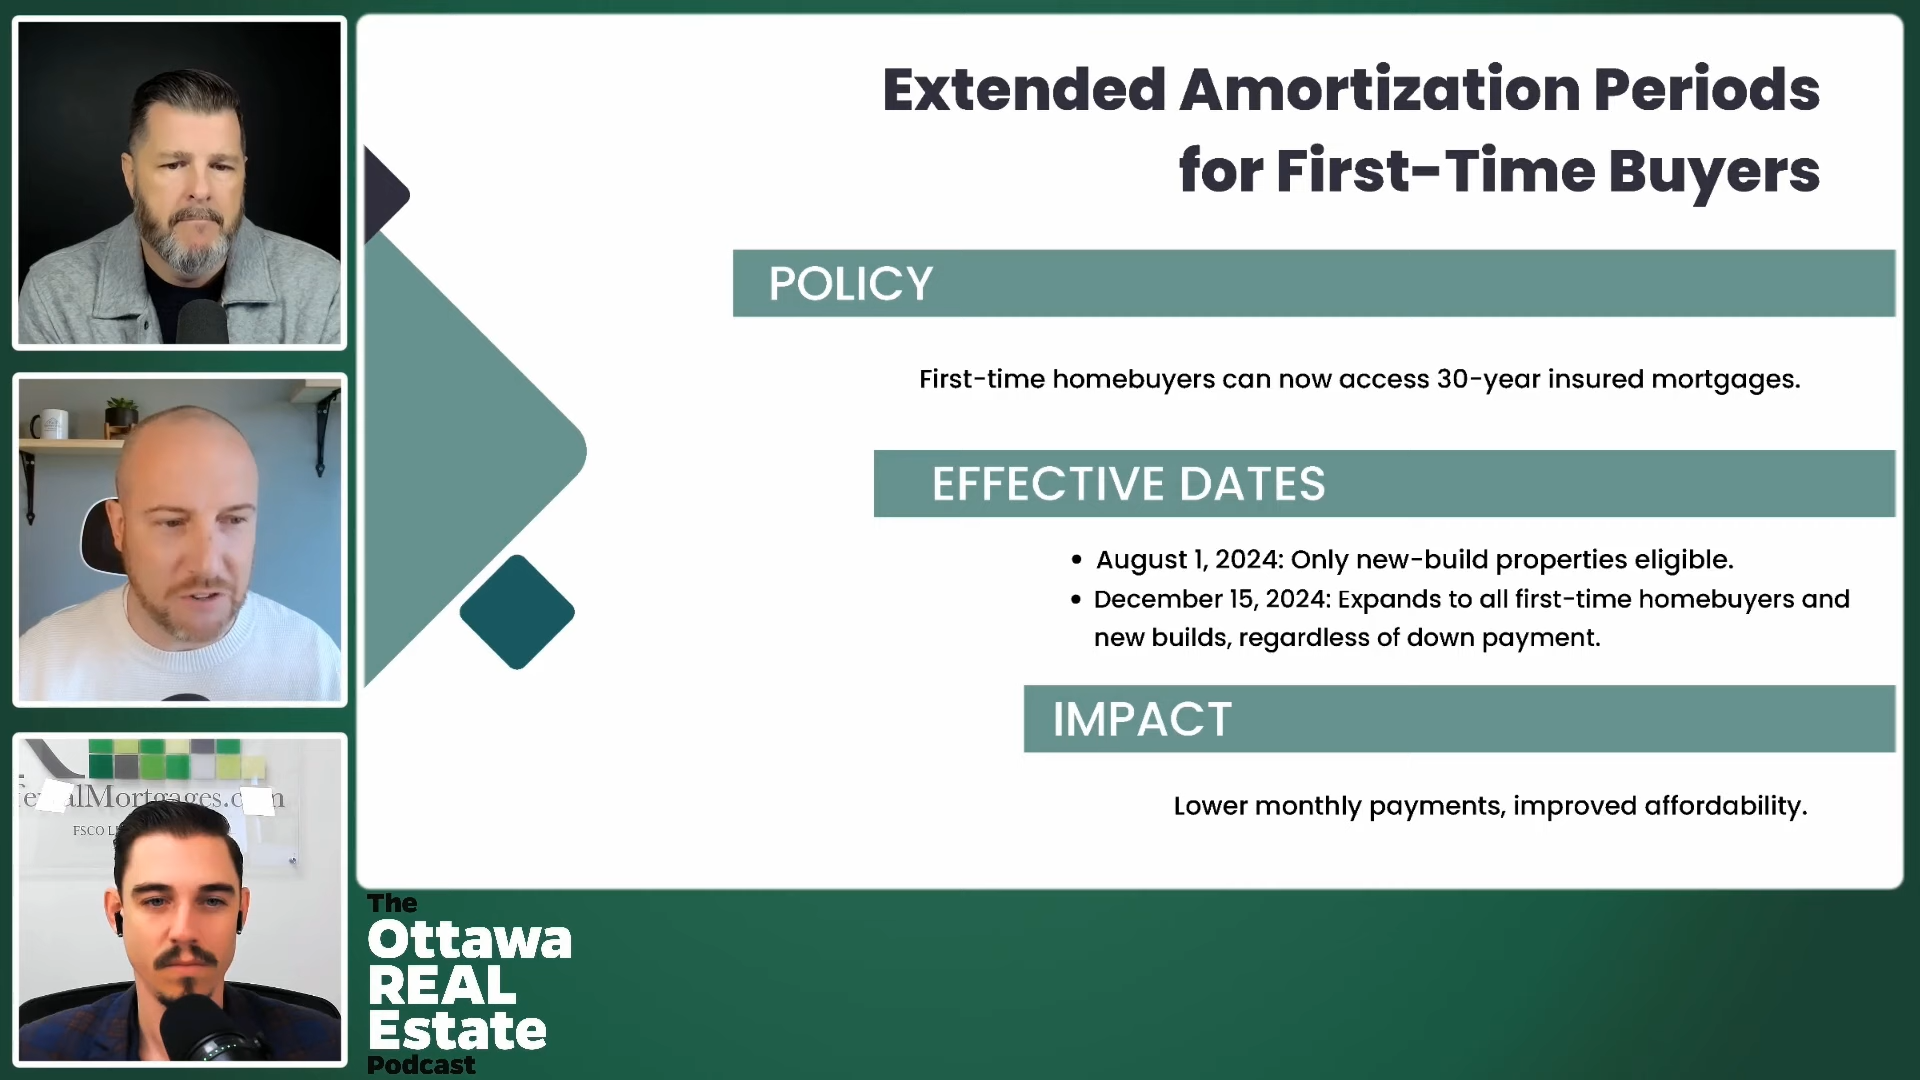 Extended Amortization Periods
for First-Time Buyers
POLICY
First-time homebuyers can now access 30-year insured mortgages.
EFFECTIVE DATES
• August 1, 2024: Only new-build properties eligible.
• December 15, 2024: Expands to all first-time homebuyers and
new builds, regardless of down payment.
IMPACT
Lower monthly payments, improved affordability.
FSCO
The
Ottawa
REAL
Estate
Podcast